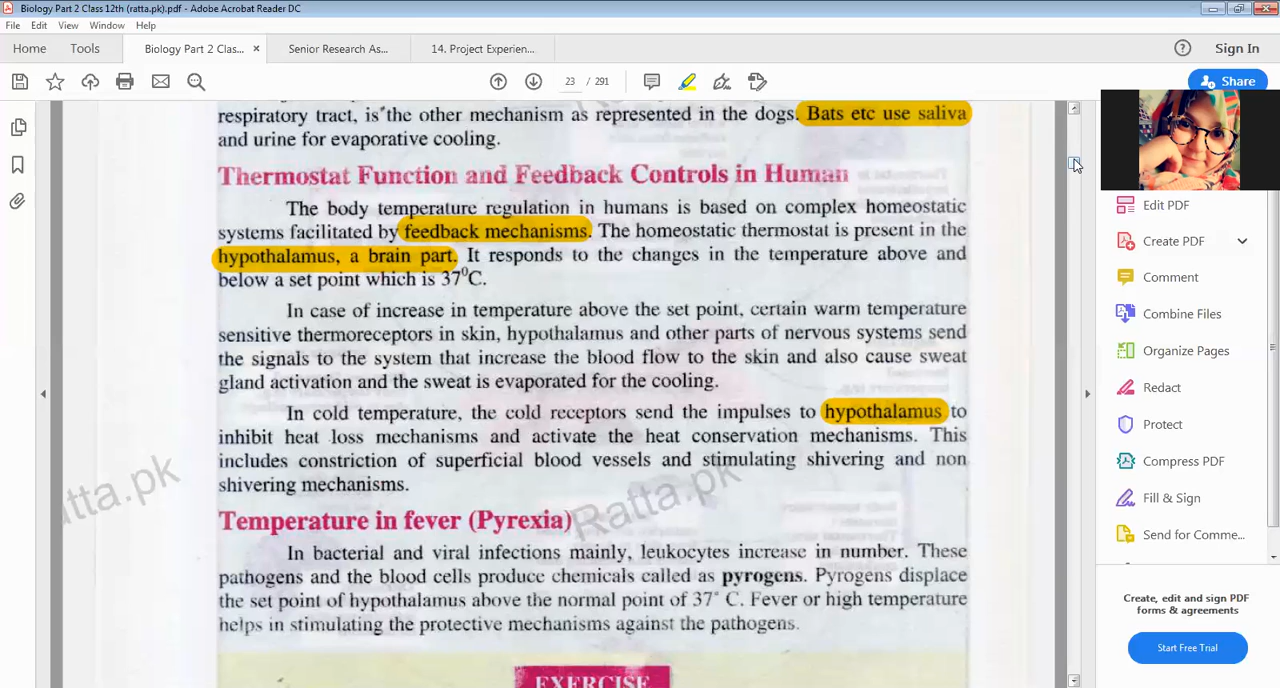 Biology Part 2 Class 12th (ratta.pk).pdf - Adobe Acrobat Reader DC
File Edit View Window Help
Home Tools Biology Part 2 Clas... × Senior Research As... 14. Project Experien... Sign In
23 / 291 Share
respiratory tract, is the other mechanism as represented in the dogs. Bats etc use saliva
and urine for evaporative cooling.
Thermostat Function and Feedback Controls in Human
The body temperature regulation in humans is based on complex homeostatic
systems facilitated by feedback mechanisms. The homeostatic thermostat is present in the
hypothalamus, a brain part. It responds to the changes in the temperature above and
below a set point which is 37⁰C.
In case of increase in temperature above the set point, certain warm temperature
sensitive thermoreceptors in skin, hypothalamus and other parts of nervous systems send
the signals to the system that increase the blood flow to the skin and also cause sweat
gland activation and the sweat is evaporated for the cooling.
In cold temperature, the cold receptors send the impulses to hypothalamus to
inhibit heat loss mechanisms and activate the heat conservation mechanisms. This
includes constriction of superficial blood vessels and stimulating shivering and non
shivering mechanisms.
Temperature in fever (Pyrexia)
In bacterial and viral infections mainly, leukocytes increase in number. These
pathogens and the blood cells produce chemicals called as pyrogens. Pyrogens displace
the set point of hypothalamus above the normal point of 37° C. Fever or high temperature
helps in stimulating the protective mechanisms against the pathogens.
EXERCISE
atta.pk
Ratta.pk
Edit PDF
Create PDF
Comment
Combine Files
Organize Pages
Redact
Protect
Compress PDF
Fill & Sign
Send for Comme...
Create, edit and sign PDF
forms & agreements
Start Free Trial